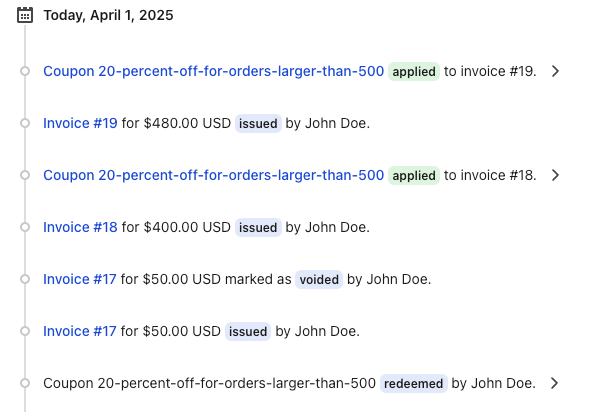 Today, April 1, 2025
Coupon 20-percent-off-for-orders-larger-than-500 applied to invoice #19.
Invoice #19 for $480.00 USD issued by John Doe.
Coupon 20-percent-off-for-orders-larger-than-500 applied to invoice #18.
Invoice #18 for $400.00 USD issued by John Doe.
Invoice #17 for $50.00 USD marked as voided by John Doe.
Invoice #17 for $50.00 USD issued by John Doe.
Coupon 20-percent-off-for-orders-larger-than-500 redeemed by John Doe.